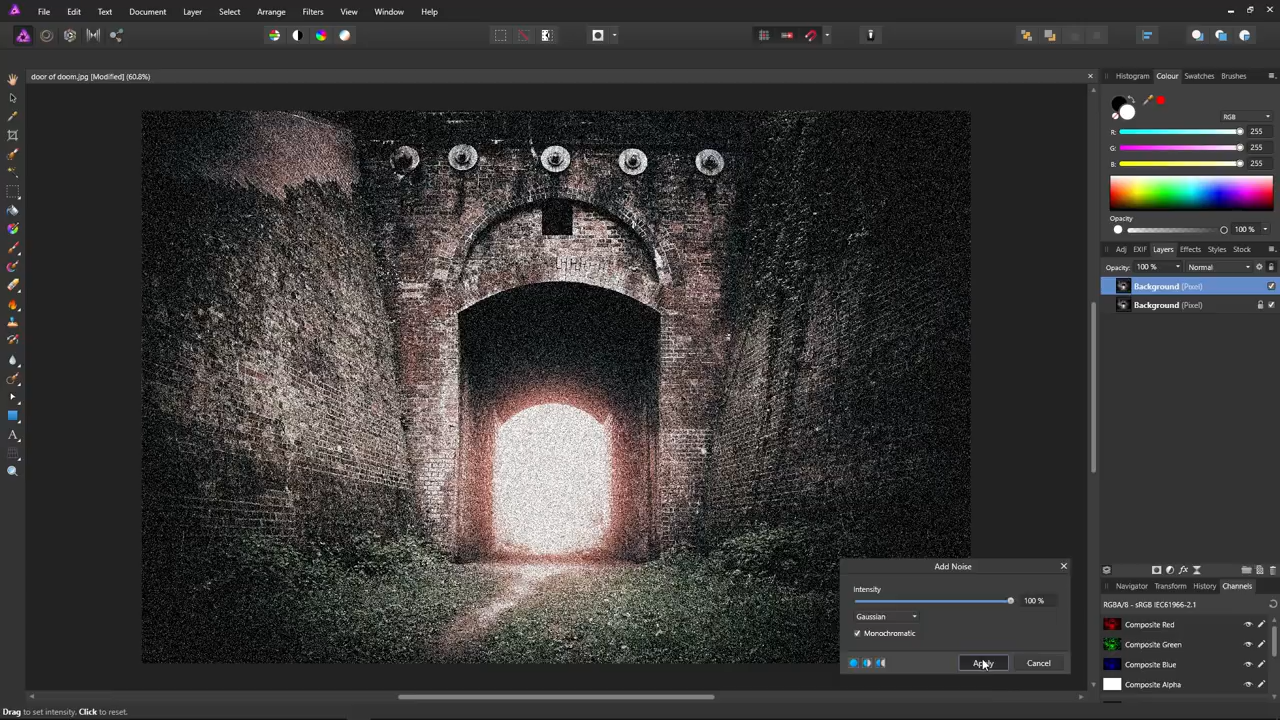 File Edit Text Document Layer Select Arrange Filters View Window Help
door of doom.jpg [Modified] (60.8%)
Histogram Colour Swatches Brushes
RGB
R: 255
G: 255
B: 255
Opacity
100 %
Adj EXIF Layers Effects Styles Stock
Opacity: 100 % Normal
Background (Pixel)
Background (Pixel)
Add Noise
Intensity
100 %
Gaussian
Monochromatic
Apply Cancel
Navigator Transform History Channels
RGBA/8 - sRGB IEC61966-2.1
Composite Red
Composite Green
Composite Blue
Composite Alpha
Drag to set intensity. Click to reset.